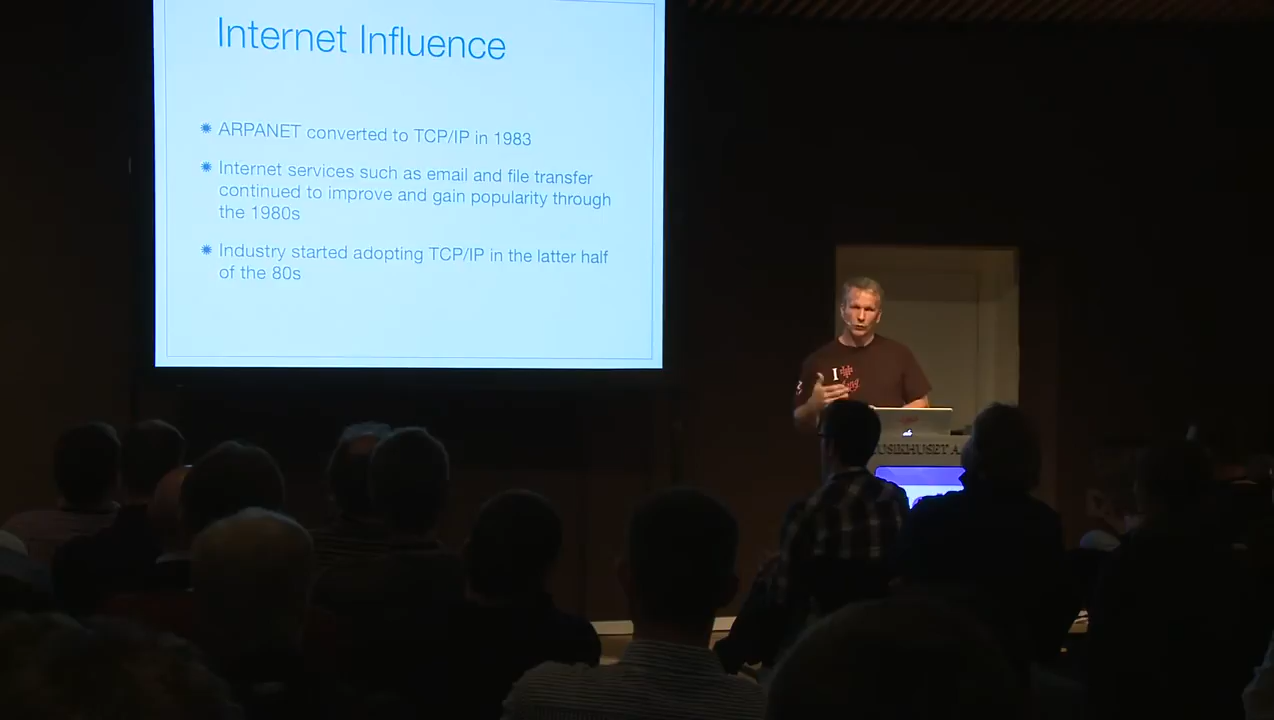 Internet Influence
ARPANET converted to TCP/IP in 1983
Internet services such as email and file transfer
continued to improve and gain popularity through
the 1980s
Industry started adopting TCP/IP in the latter half
of the 80s
I